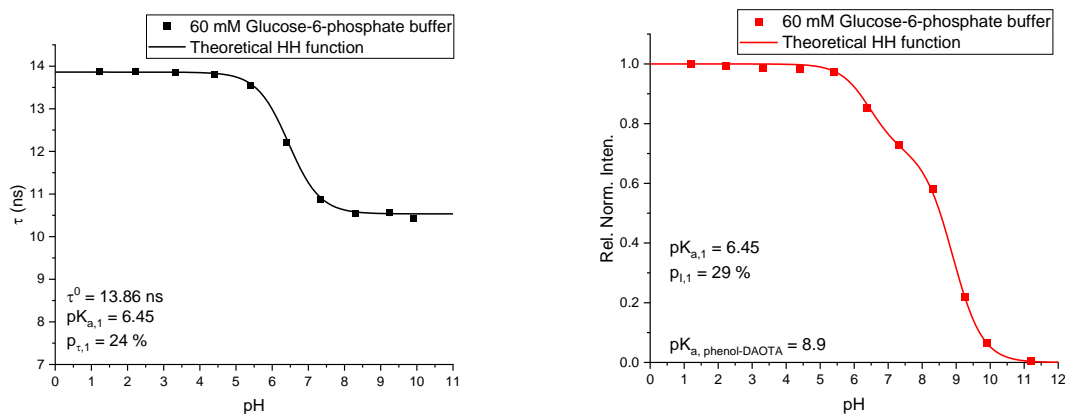 60 mM Glucose-6-phosphate buffer
Theoretical HH function
14
13
12
11
10
9
8
7
τ (ns)
τ⁰ = 13.86 ns
pKa,1 = 6.45
pτ,1 = 24 %
0 1 2 3 4 5 6 7 8 9 10 11
pH
60 mM Glucose-6-phosphate buffer
Theoretical HH function
1.0
0.8
0.6
0.4
0.2
0.0
Rel. Norm. Inten.
pKa,1 = 6.45
pI,1 = 29 %
pKa, phenol-DAOTA = 8.9
0 1 2 3 4 5 6 7 8 9 10 11 12
pH